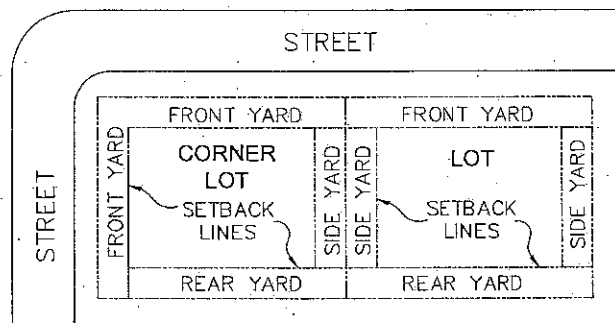 STREET
STREET
FRONT YARD
FRONT YARD
CORNER
LOT
SETBACK
LINES
SIDE YARD
REAR YARD
FRONT YARD
SIDE YARD
LOT
SETBACK
LINES
SIDE YARD
REAR YARD